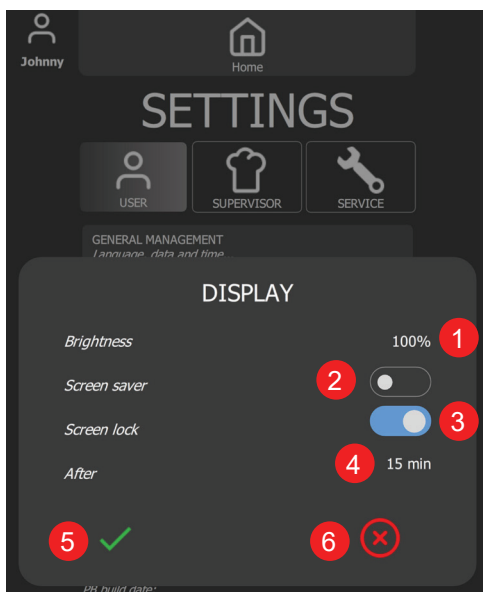 Johnny
Home
SETTINGS
USER
SUPERVISOR
SERVICE
GENERAL MANAGEMENT
Language, data and time
DISPLAY
Brightness
100%
1
Screen saver
2
Screen lock
3
After
4
15 min
5
6
PB build date: